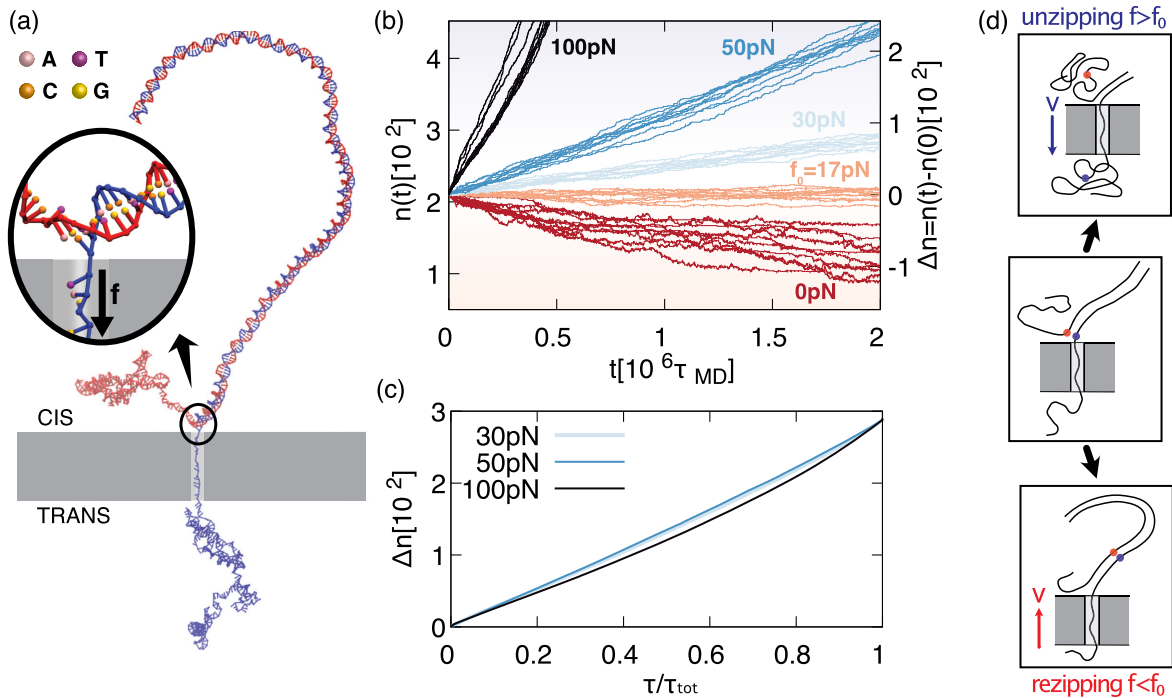 (a)
A T
C G
f
CIS
TRANS
(b)
n(t)[10 ²]
4
3
2
1
100pN
50pN
30pN
f₀=17pN
0pN
2
1
0
-1
Δn=n(t)-n(0)[10 ²]
0 0.5 1 1.5 2
t[10 ⁶τ MD]
(c)
Δn[10 ²]
3
2
1
0
30pN
50pN
100pN
0 0.2 0.4 0.6 0.8 1
τ/τtot
(d)
unzipping f>f₀
V
V
rezipping f<f₀